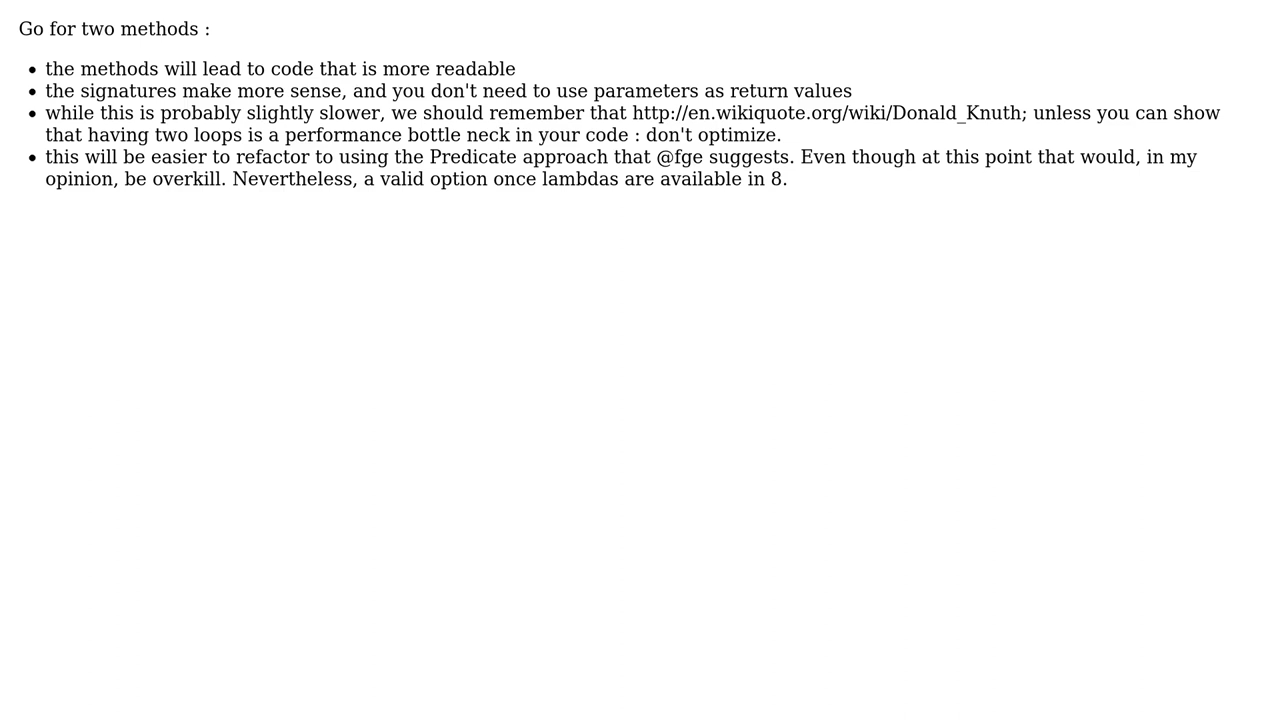 Go for two methods :
• the methods will lead to code that is more readable
• the signatures make more sense, and you don't need to use parameters as return values
• while this is probably slightly slower, we should remember that http://en.wikiquote.org/wiki/Donald_Knuth; unless you can show
that having two loops is a performance bottle neck in your code : don't optimize.
• this will be easier to refactor to using the Predicate approach that @fge suggests. Even though at this point that would, in my
opinion, be overkill. Nevertheless, a valid option once lambdas are available in 8.